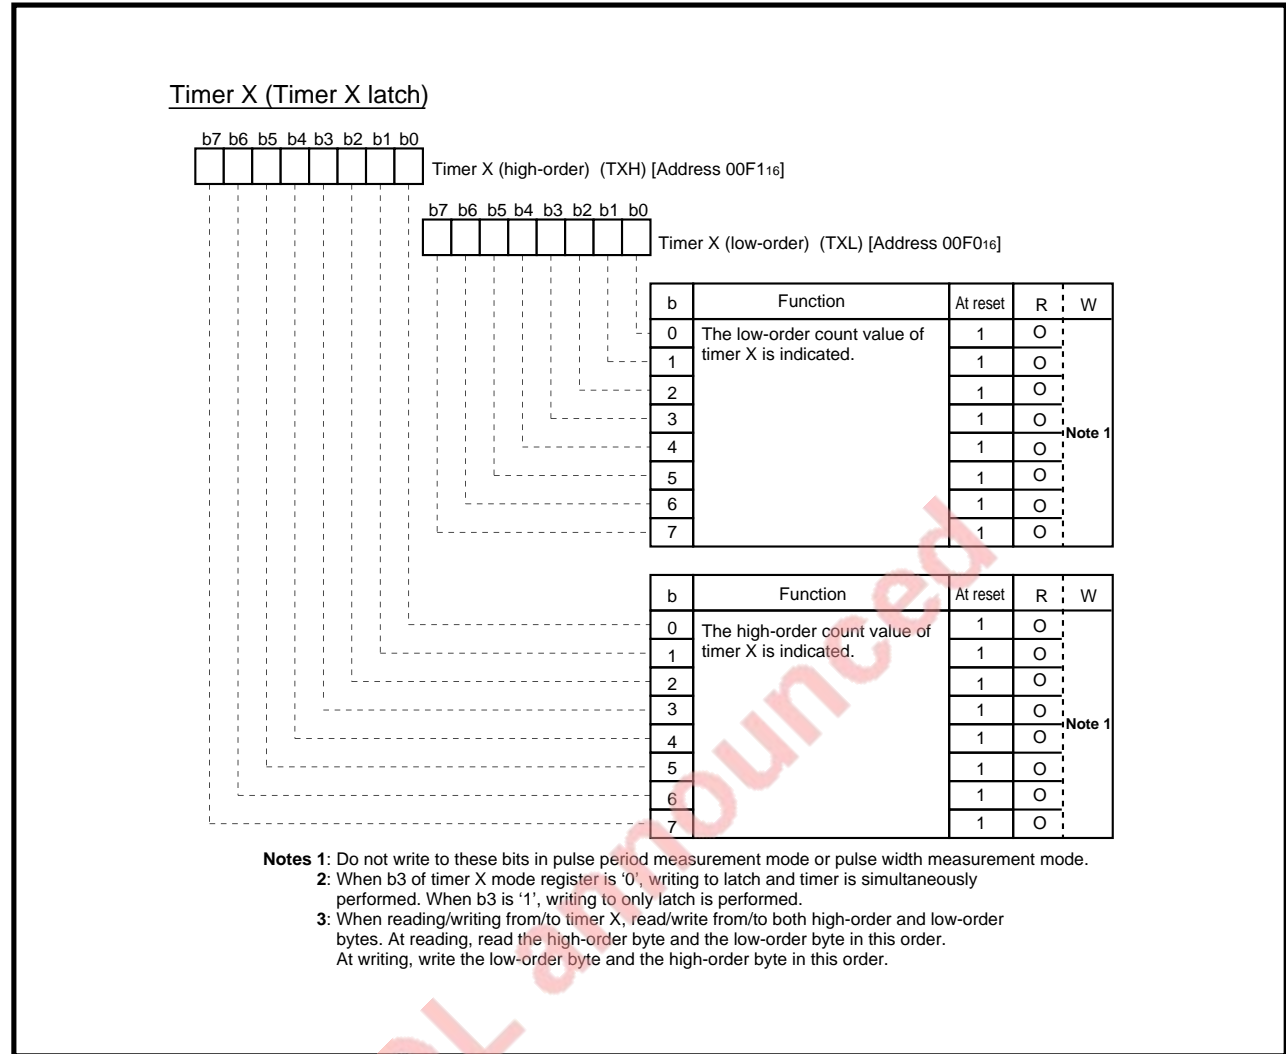 Timer X (Timer X latch)
b7 b6 b5 b4 b3 b2 b1 b0
Timer X (high-order) (TXH) [Address 00F1₁₆]
b7 b6 b5 b4 b3 b2 b1 b0
Timer X (low-order) (TXL) [Address 00F0₁₆]
b Function At reset R W
0 The low-order count value of 1 O
1 timer X is indicated. 1 O
2 1 O
3 1 O
Note 1
4 1 O
5 1 O
6 1 O
7 1 O
b Function At reset R W
0 The high-order count value of 1 O
1 timer X is indicated. 1 O
2 1 O
3 1 O
Note 1
4 1 O
5 1 O
6 1 O
7 1 O
Notes 1: Do not write to these bits in pulse period measurement mode or pulse width measurement mode.
2: When b3 of timer X mode register is ‘0’, writing to latch and timer is simultaneously
performed. When b3 is ‘1’, writing to only latch is performed.
3: When reading/writing from/to timer X, read/write from/to both high-order and low-order
bytes. At reading, read the high-order byte and the low-order byte in this order.
At writing, write the low-order byte and the high-order byte in this order.
announced